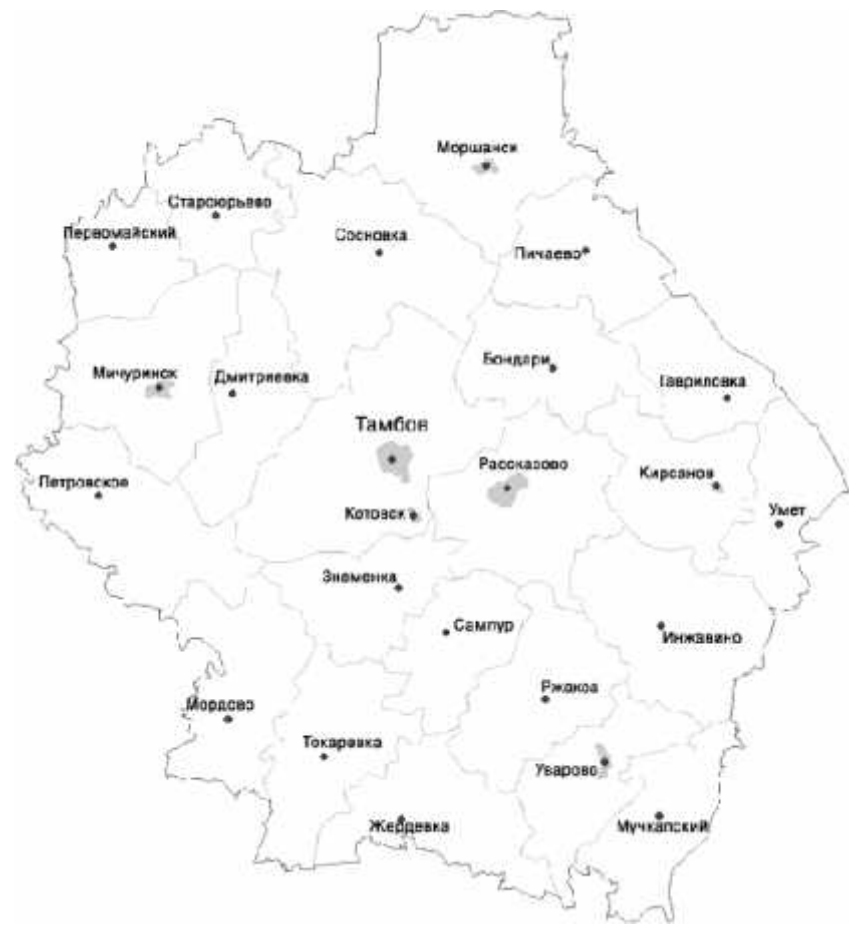 Моршанск
Староюрьево
Первомайский
Сосновка
Пичаево
Бондари
Мичуринск
Дмитриевка
Гавриловка
Тамбов
Рассказово
Кирсанов
Петровское
Котовск
Умет
Знаменка
Сампур
Инжавино
Ржакса
Мордово
Токаревка
Уварово
Жердевка
Мучкапский